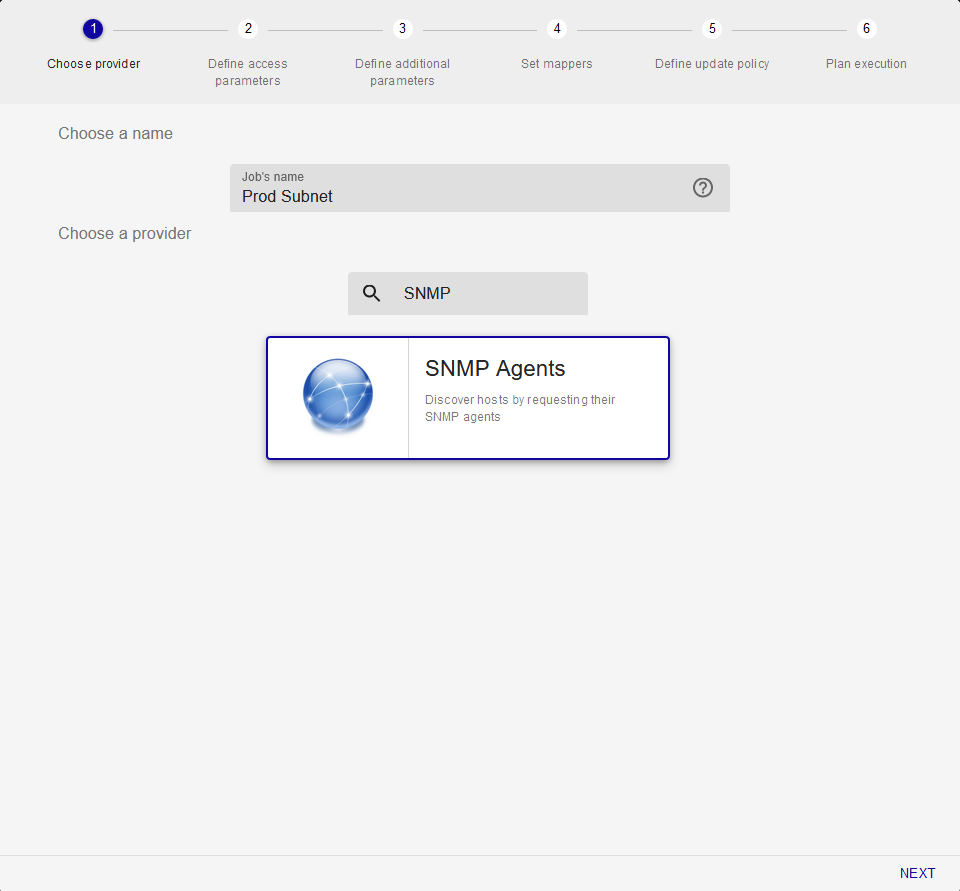 1 2 3 4 5 6
Choose provider Define access Define additional Set mappers Define update policy Plan execution
parameters parameters
Choose a name
Job's name
Prod Subnet
Choose a provider
SNMP
SNMP Agents
Discover hosts by requesting their
SNMP agents
NEXT